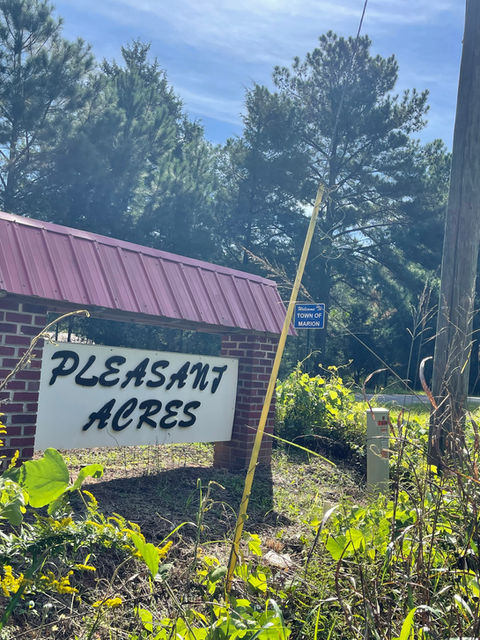 PLEASANT
ACRES
Welcome To
TOWN OF
MARION